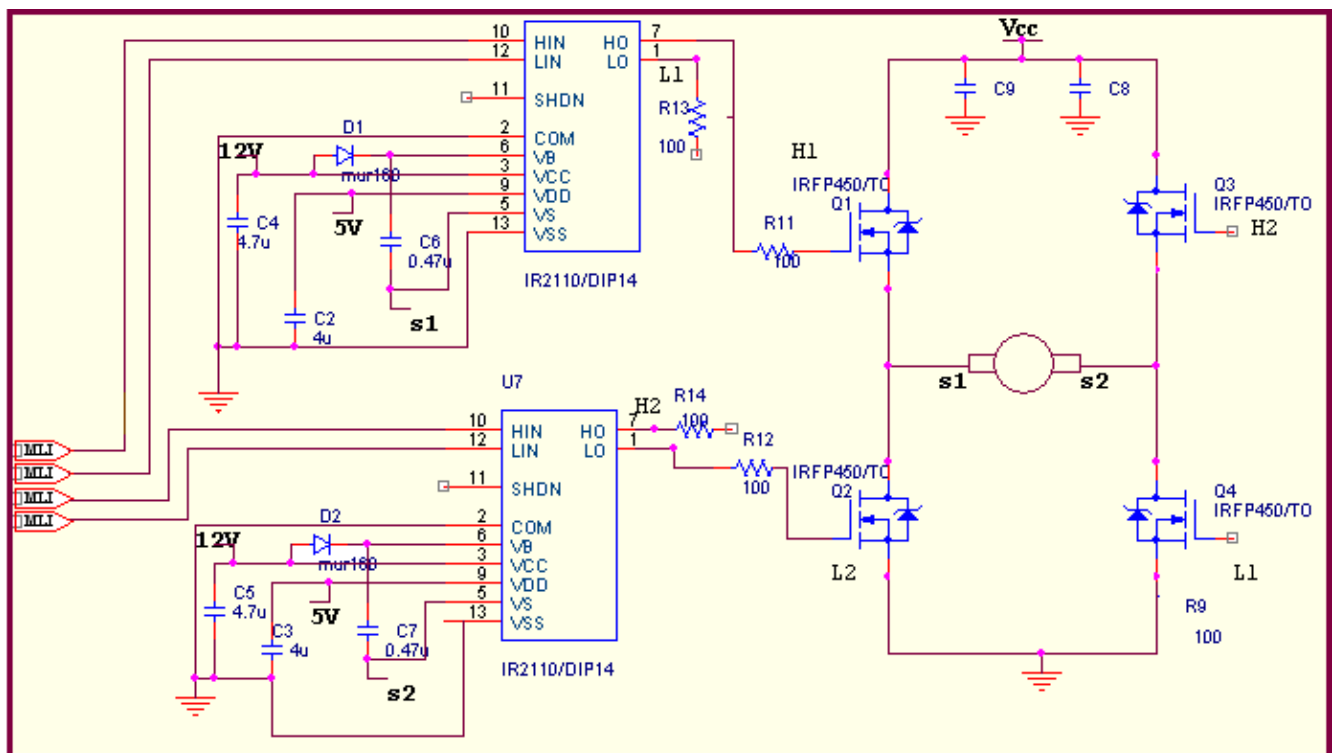 Vcc
10 HIN HO 7
12 LIN LO 1
L1
11 SHDN
R13
100
C9
C8
2 COM
D1
12V
6 VB
mur160
3 VCC
9 VDD
5 VS
13 VSS
5V
C4
4.7u
C6
0.47u
H1
IRFP450/TO
Q1
Q3
IRFP450/TO
H2
R11
100
IR2110/DIP14
s1
C2
4u
s1
s2
U7
H2
R14
100
10 HIN HO 7
12 LIN LO 1
R12
100
MLI
MLI
MLI
MLI
11 SHDN
IRFP450/TO
Q2
Q4
IRFP450/TO
D2
2 COM
12V
6 VB
mur160
3 VCC
9 VDD
5 VS
13 VSS
5V
L2
L1
C5
4.7u
C3
4u
C7
0.47u
R9
100
IR2110/DIP14
s2